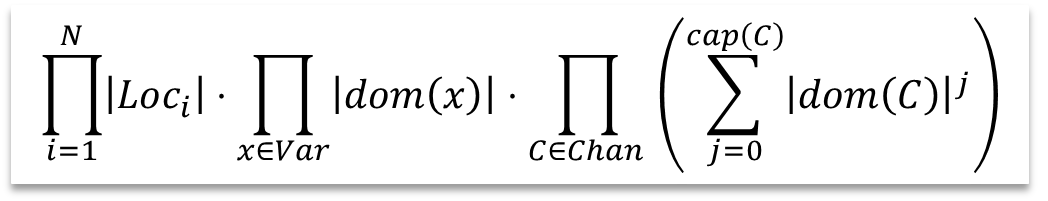 ∏_{i=1}^{N} |Loc_i| · ∏_{x∈Var} |dom(x)| · ∏_{C∈Chan} ( ∑_{j=0}^{cap(C)} |dom(C)|^j )